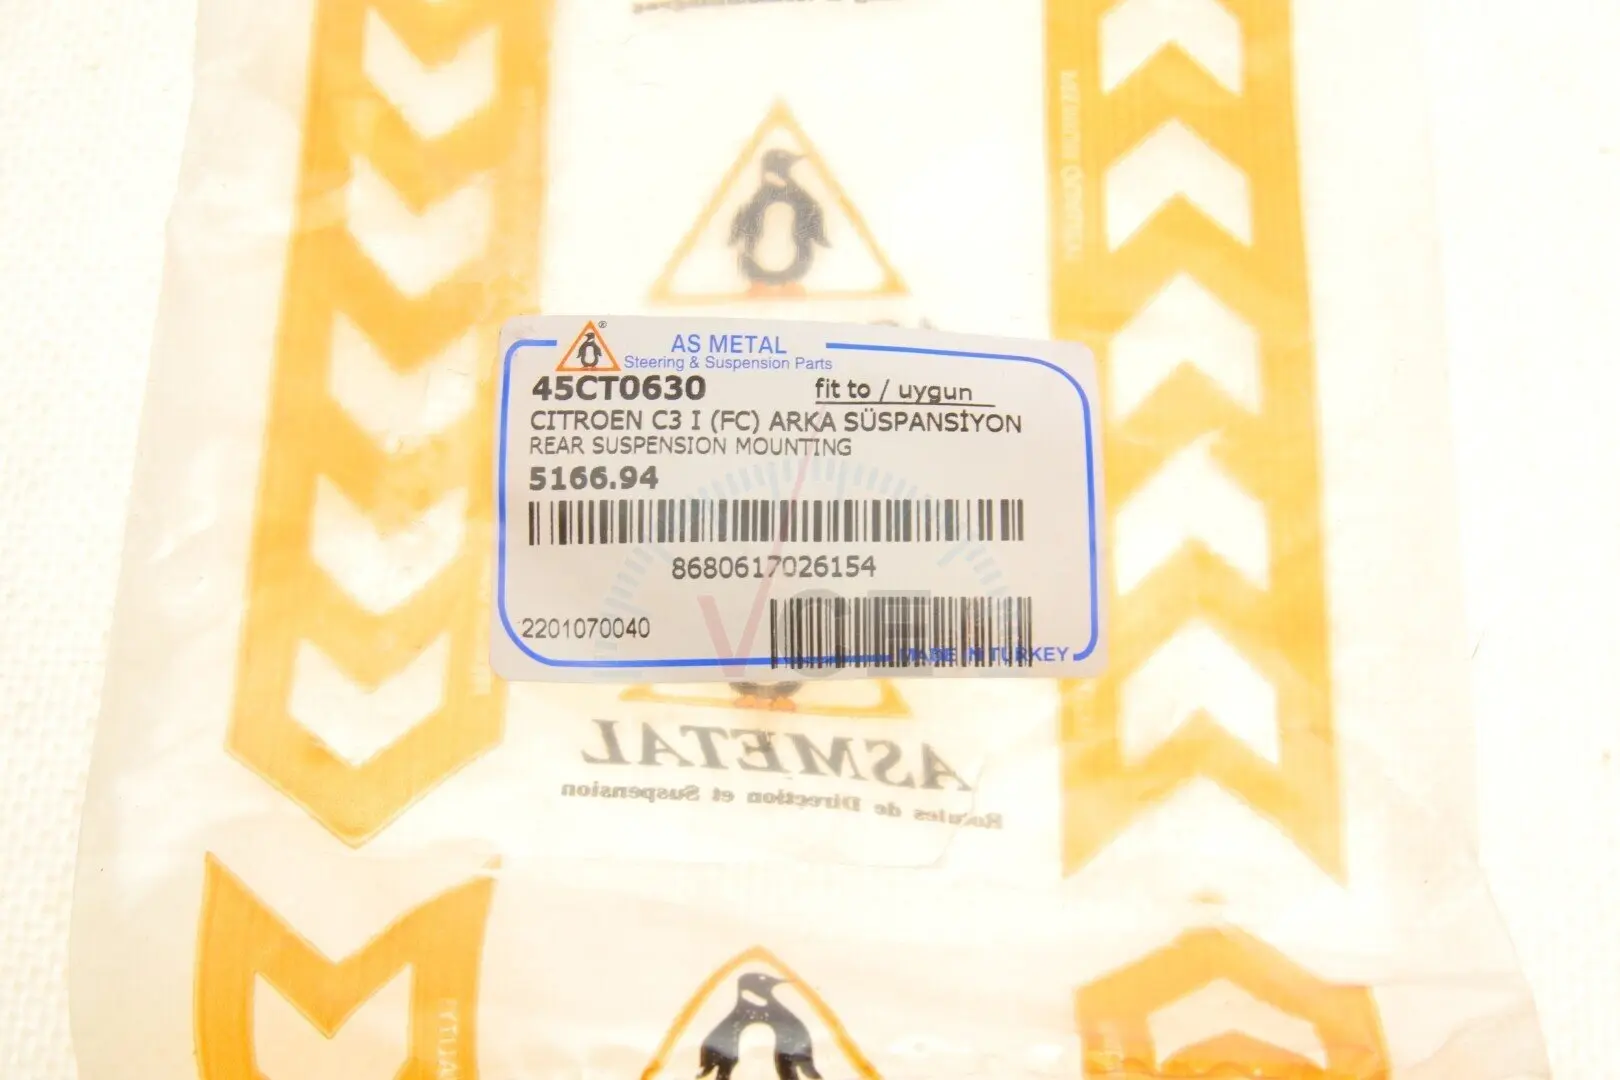 ®
AS METAL
Steering & Suspension Parts
45CT0630 fit to / uygun
CITROEN C3 I (FC) ARKA SÜSPANSİYON
REAR SUSPENSION MOUNTING
5166.94
8680617026154
2201070040
VCE
MADE IN TURKEY
ASMETAL
Rotules de Direction et Suspension